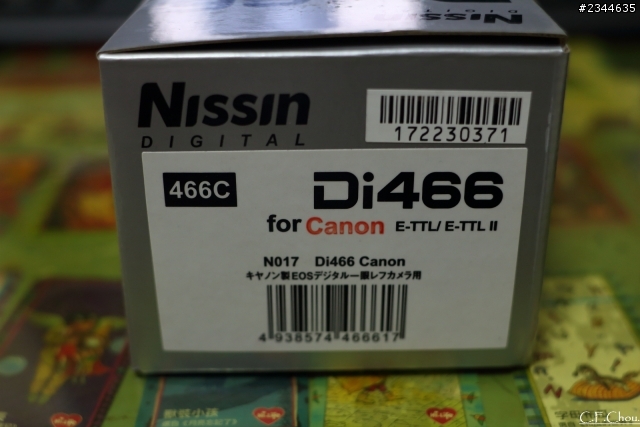 #2344635
Nissin
DIGITAL
172230371
466C
Di466
for Canon E-TTL/ E-TTL II
N017 Di466 Canon
キヤノン製EOSデジタル一眼レフカメラ用
4 938574 466617
C.F.Chou.